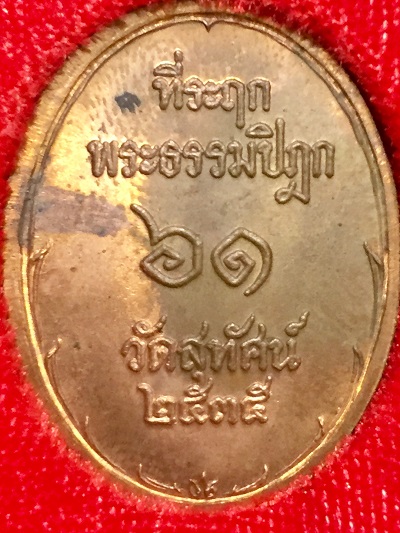 ที่ระฦก
พระธรรมปิฎก
๖๑
วัดสุทัศน์
๒๕๓๕